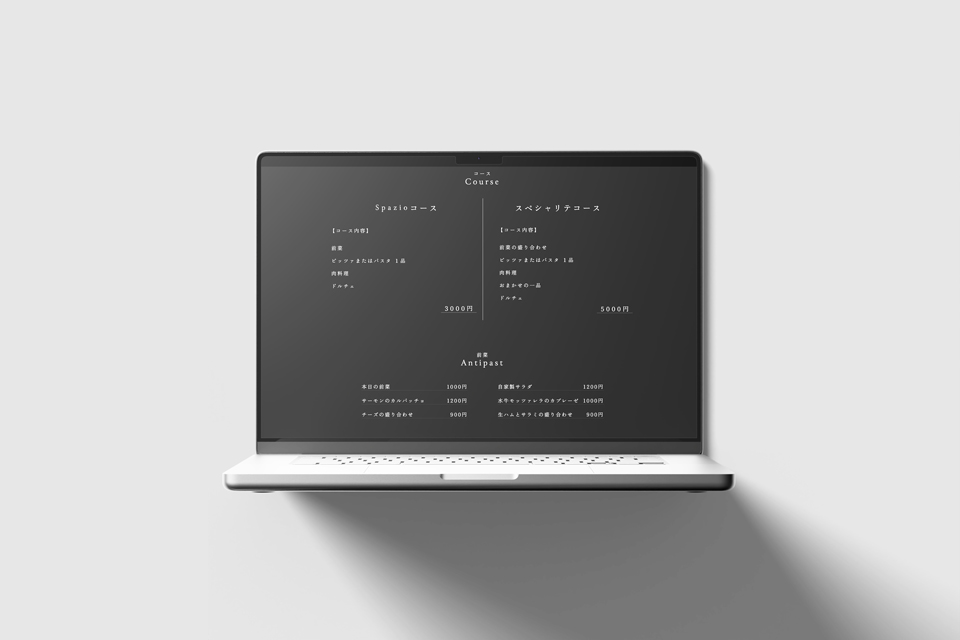 コース
Course
Spazioコース
【コース内容】
前菜
ピッツァまたはパスタ 1品
肉料理
ドルチェ
3000円
スペシャリテコース
【コース内容】
前菜の盛り合わせ
ピッツァまたはパスタ 1品
肉料理
おまかせの一品
ドルチェ
5000円
前菜
Antipast
本日の前菜 1000円
サーモンのカルパッチョ 1200円
チーズの盛り合わせ 900円
自家製サラダ 1200円
水牛モッツァレラのカプレーゼ 1000円
生ハムとサラミの盛り合わせ 900円